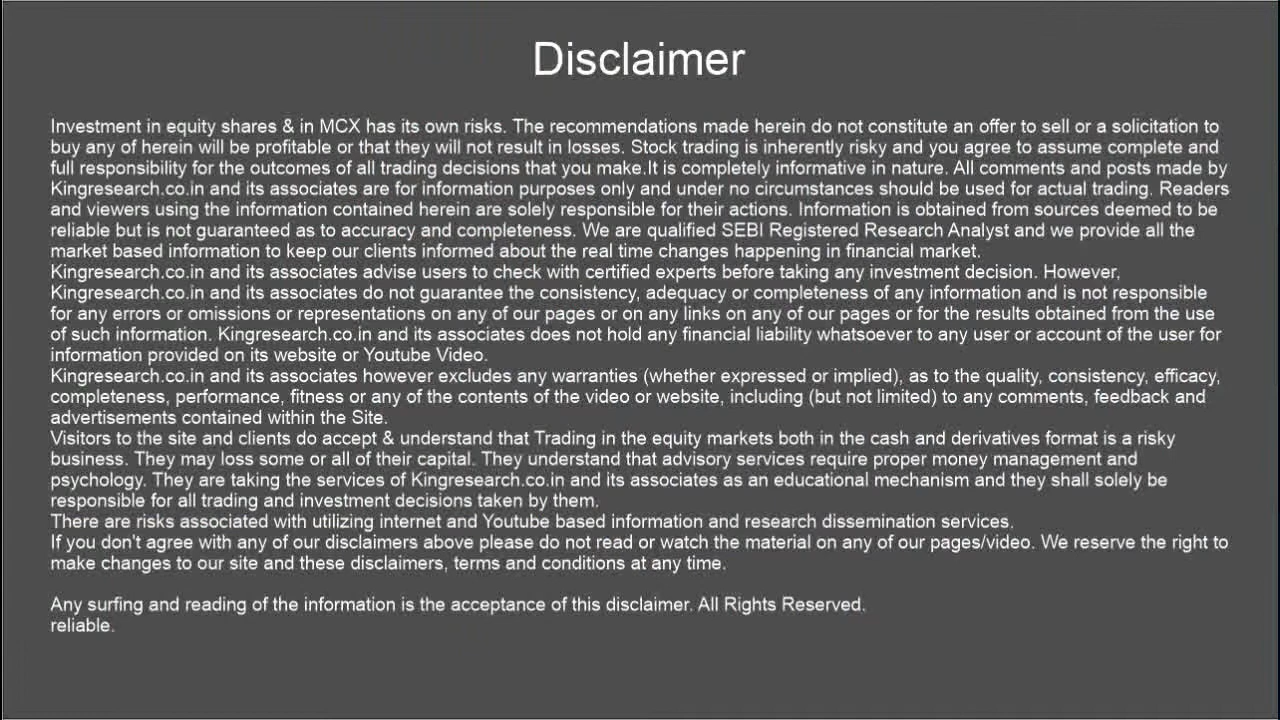 Disclaimer
Investment in equity shares & in MCX has its own risks. The recommendations made herein do not constitute an offer to sell or a solicitation to
buy any of herein will be profitable or that they will not result in losses. Stock trading is inherently risky and you agree to assume complete and
full responsibility for the outcomes of all trading decisions that you make.It is completely informative in nature. All comments and posts made by
Kingresearch.co.in and its associates are for information purposes only and under no circumstances should be used for actual trading. Readers
and viewers using the information contained herein are solely responsible for their actions. Information is obtained from sources deemed to be
reliable but is not guaranteed as to accuracy and completeness. We are qualified SEBI Registered Research Analyst and we provide all the
market based information to keep our clients informed about the real time changes happening in financial market.
Kingresearch.co.in and its associates advise users to check with certified experts before taking any investment decision. However,
Kingresearch.co.in and its associates do not guarantee the consistency, adequacy or completeness of any information and is not responsible
for any errors or omissions or representations on any of our pages or on any links on any of our pages or for the results obtained from the use
of such information. Kingresearch.co.in and its associates does not hold any financial liability whatsoever to any user or account of the user for
information provided on its website or Youtube Video.
Kingresearch.co.in and its associates however excludes any warranties (whether expressed or implied), as to the quality, consistency, efficacy,
completeness, performance, fitness or any of the contents of the video or website, including (but not limited) to any comments, feedback and
advertisements contained within the Site.
Visitors to the site and clients do accept & understand that Trading in the equity markets both in the cash and derivatives format is a risky
business. They may loss some or all of their capital. They understand that advisory services require proper money management and
psychology. They are taking the services of Kingresearch.co.in and its associates as an educational mechanism and they shall solely be
responsible for all trading and investment decisions taken by them.
There are risks associated with utilizing internet and Youtube based information and research dissemination services.
If you don't agree with any of our disclaimers above please do not read or watch the material on any of our pages/video. We reserve the right to
make changes to our site and these disclaimers, terms and conditions at any time.
Any surfing and reading of the information is the acceptance of this disclaimer. All Rights Reserved.
reliable.